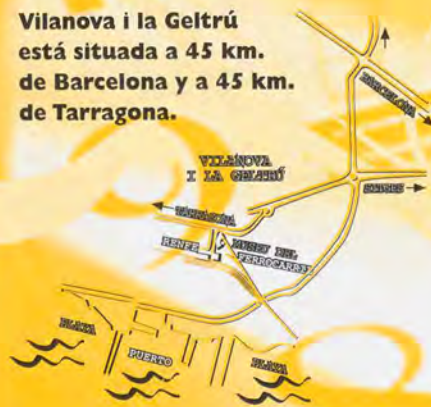 Vilanova i la Geltrú
está situada a 45 km.
de Barcelona y a 45 km.
de Tarragona.
BARCELONA
VILANOVA
I LA GELTRÚ
SITGES
TARRAGONA
RENFE
MUSEU DEL
FERROCARRIL
PLAYA
PUERTO
PLAYA